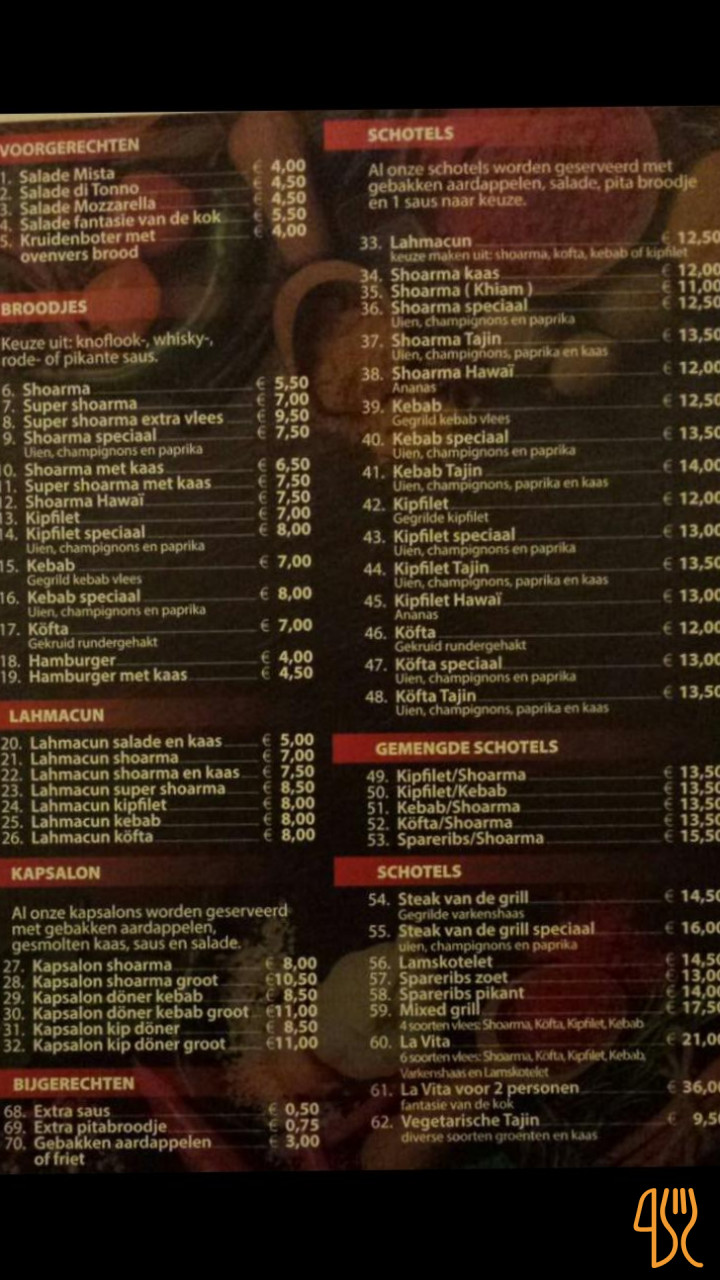 VOORGERECHTEN
1. Salade Mista € 4,00
2. Salade di Tonno € 4,50
3. Salade Mozzarella € 4,50
4. Salade fantasie van de kok € 5,50
5. Kruidenboter met € 4,00
ovenvers brood
BROODJES
Keuze uit: knoflook-, whisky-,
rode- of pikante saus.
6. Shoarma € 5,50
7. Super shoarma € 7,00
8. Super shoarma extra vlees € 9,50
9. Shoarma speciaal € 7,50
Uien, champignons en paprika
10. Shoarma met kaas € 6,50
11. Super shoarma met kaas € 7,50
12. Shoarma Hawaï € 7,50
13. Kipfilet € 7,00
14. Kipfilet speciaal € 8,00
Uien, champignons en paprika
15. Kebab € 7,00
Gegrild kebab vlees
16. Kebab speciaal € 8,00
Uien, champignons en paprika
17. Köfta € 7,00
Gekruid rundergehakt
18. Hamburger € 4,00
19. Hamburger met kaas € 4,50
LAHMACUN
20. Lahmacun salade en kaas € 5,00
21. Lahmacun shoarma € 7,00
22. Lahmacun shoarma en kaas € 7,50
23. Lahmacun super shoarma € 8,50
24. Lahmacun kipfilet € 8,00
25. Lahmacun kebab € 8,00
26. Lahmacun köfta € 8,00
KAPSALON
Al onze kapsalons worden geserveerd
met gebakken aardappelen,
gesmolten kaas, saus en salade.
27. Kapsalon shoarma € 8,00
28. Kapsalon shoarma groot €10,50
29. Kapsalon döner kebab € 8,50
30. Kapsalon döner kebab groot €11,00
31. Kapsalon kip döner € 8,50
32. Kapsalon kip döner groot €11,00
BIJGERECHTEN
68. Extra saus € 0,50
69. Extra pitabroodje € 0,75
70. Gebakken aardappelen € 3,00
of friet
SCHOTELS
Al onze schotels worden geserveerd met
gebakken aardappelen, salade, pita broodje
en 1 saus naar keuze.
33. Lahmacun € 12,50
keuze maken uit: shoarma, kofta, kebab of kipfilet
34. Shoarma kaas € 12,00
35. Shoarma ( Khiam ) € 11,00
36. Shoarma speciaal € 12,50
Uien, champignons en paprika
37. Shoarma Tajin € 13,50
Uien, champignons, paprika en kaas
38. Shoarma Hawaï € 12,00
Ananas
39. Kebab € 12,50
Gegrild kebab vlees
40. Kebab speciaal € 13,50
Uien, champignons en paprika
41. Kebab Tajin € 14,00
Uien, champignons, paprika en kaas
42. Kipfilet € 12,00
Gegrilde kipfilet
43. Kipfilet speciaal € 13,00
Uien, champignons en paprika
44. Kipfilet Tajin € 13,50
Uien, champignons, paprika en kaas
45. Kipfilet Hawaï € 13,00
Ananas
46. Köfta € 12,00
Gekruid rundergehakt
47. Köfta speciaal € 13,00
Uien, champignons en paprika
48. Köfta Tajin € 13,50
Uien, champignons, paprika en kaas
GEMENGDE SCHOTELS
49. Kipfilet/Shoarma € 13,50
50. Kipfilet/Kebab € 13,50
51. Kebab/Shoarma € 13,50
52. Köfta/Shoarma € 13,50
53. Spareribs/Shoarma € 15,50
SCHOTELS
54. Steak van de grill € 14,50
Gegrilde varkenshaas
55. Steak van de grill speciaal € 16,00
uien, champignons en paprika
56. Lamskotelet € 14,50
57. Spareribs zoet € 13,00
58. Spareribs pikant € 14,00
59. Mixed grill € 17,50
4 soorten vlees: Shoarma, Köfta, Kipfilet, Kebab
60. La Vita € 21,00
6 soorten vlees: Shoarma, Köfta, Kipfilet, Kebab,
Varkenshaas en Lamskotelet
61. La Vita voor 2 personen € 36,00
fantasie van de kok
62. Vegetarische Tajin € 9,50
diverse soorten groenten en kaas